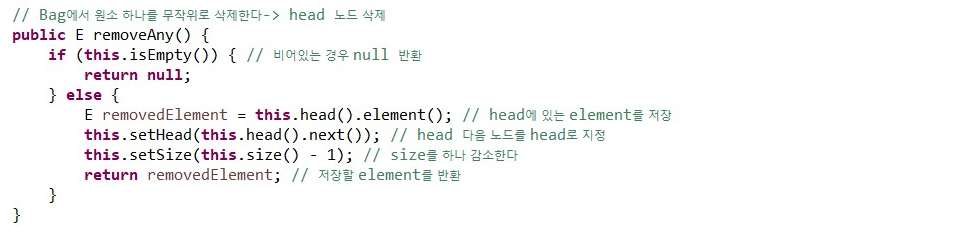 // Bag에서 원소 하나를 무작위로 삭제한다-> head 노드 삭제
public E removeAny() {
if (this.isEmpty()) { // 비어있는 경우 null 반환
return null;
} else {
E removedElement = this.head().element(); // head에 있는 element를 저장
this.setHead(this.head().next()); // head 다음 노드를 head로 지정
this.setSize(this.size() - 1); // size를 하나 감소한다
return removedElement; // 저장할 element를 반환
}
}